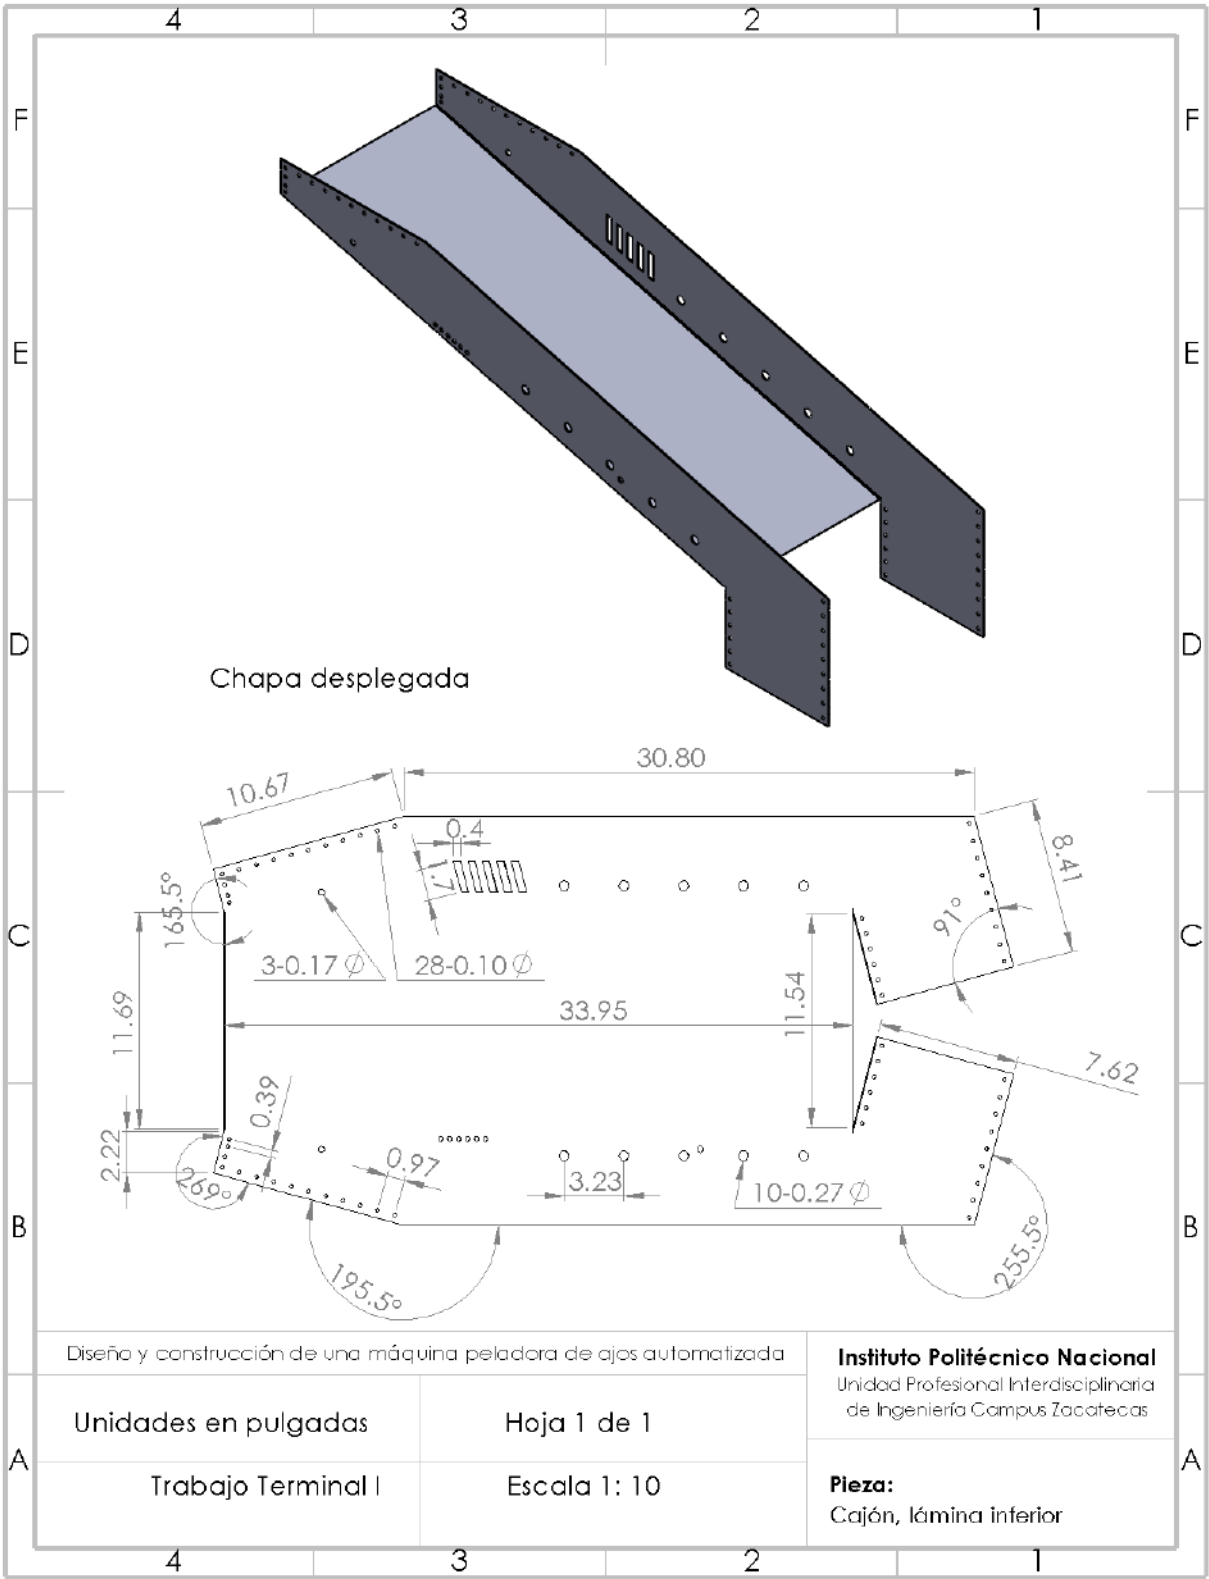 4 3 2 1
F F
E E
D D
Chapa desplegada
30.80
10.67
0.4
1.7
8.41
165.5°
91°
C C
3-0.17 ∅ 28-0.10 ∅
11.69
33.95
11.54
7.62
0.39
2.22
269°
0.97
3.23
10-0.27 ∅
B B
195.5°
255.5°
Diseño y construcción de una máquina peladora de ajos automatizada
Instituto Politécnico Nacional
Unidad Profesional Interdisciplinaria
de Ingeniería Campus Zacatecas
Unidades en pulgadas
Hoja 1 de 1
A A
Trabajo Terminal I
Escala 1: 10
Pieza:
Cajón, lámina inferior
4 3 2 1